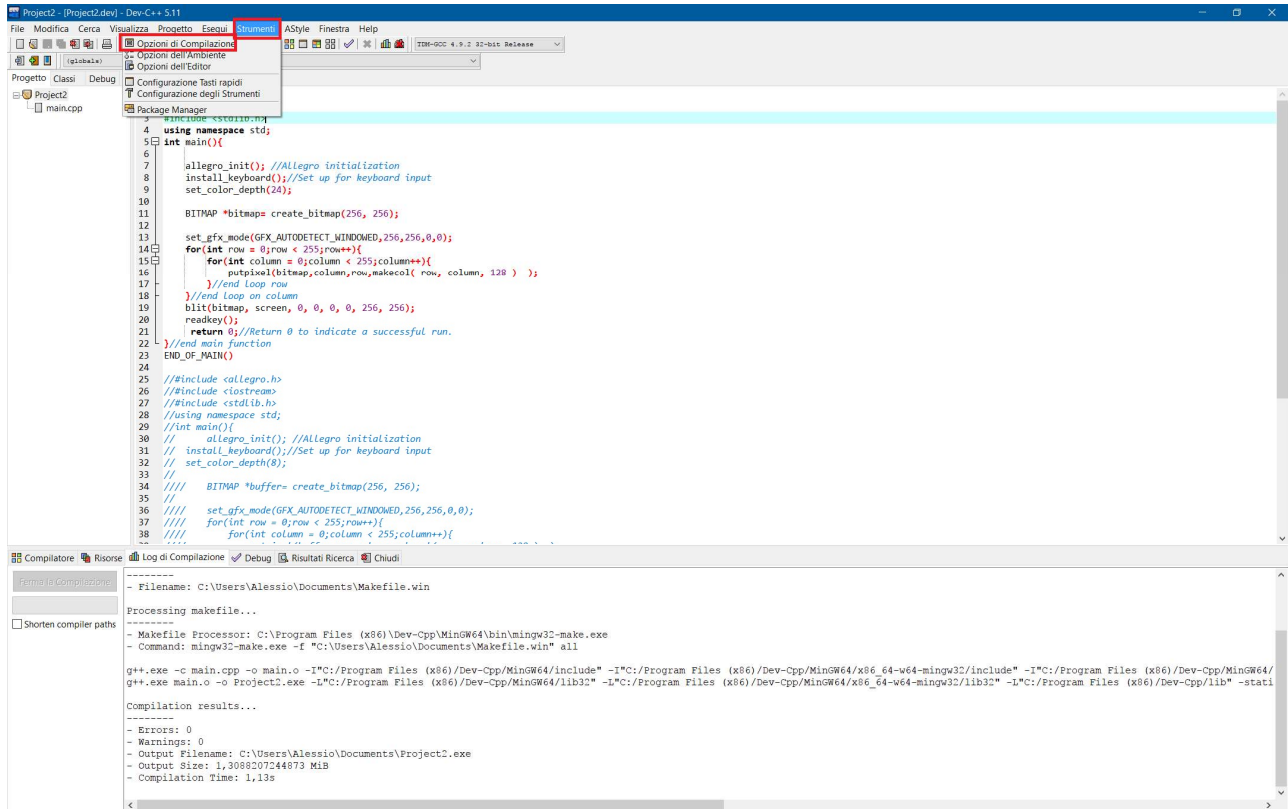 Project2 - [Project2.dev] - Dev-C++ 5.11
File Modifica Cerca Visualizza Progetto Esegui Strumenti AStyle Finestra Help
Opzioni di Compilazione
TDM-GCC 4.9.2 32-bit Release
Opzioni dell'Ambiente
(globals)
Opzioni dell'Editor
Progetto Classi Debug
Configurazione Tasti rapidi
Project2
Configurazione degli Strumenti
main.cpp
Package Manager
3 #include <stdlib.h>
4 using namespace std;
5 int main(){
6
7 allegro_init(); //Allegro initialization
8 install_keyboard();//Set up for keyboard input
9 set_color_depth(24);
10
11 BITMAP *bitmap= create_bitmap(256, 256);
12
13 set_gfx_mode(GFX_AUTODETECT_WINDOWED,256,256,0,0);
14 for(int row = 0;row < 255;row++){
15 for(int column = 0;column < 255;column++){
16 putpixel(bitmap,column,row,makecol( row, column, 128 ) );
17 }//end loop row
18 }//end loop on column
19 blit(bitmap, screen, 0, 0, 0, 0, 256, 256);
20 readkey();
21 return 0;//Return 0 to indicate a successful run.
22 }//end main function
23 END_OF_MAIN()
24
25 //#include <allegro.h>
26 //#include <iostream>
27 //#include <stdlib.h>
28 //using namespace std;
29 //int main(){
30 // allegro_init(); //Allegro initialization
31 // install_keyboard();//Set up for keyboard input
32 // set_color_depth(8);
33 //
34 //// BITMAP *buffer= create_bitmap(256, 256);
35 //
36 //// set_gfx_mode(GFX_AUTODETECT_WINDOWED,256,256,0,0);
37 //// for(int row = 0;row < 255;row++){
38 //// for(int column = 0;column < 255;column++){
Compilatore Risorse Log di Compilazione Debug Risultati Ricerca Chiudi
Ferma la Compilazione
Shorten compiler paths
--------
- Filename: C:\Users\Alessio\Documents\Makefile.win
Processing makefile...
--------
- Makefile Processor: C:\Program Files (x86)\Dev-Cpp\MinGW64\bin\mingw32-make.exe
- Command: mingw32-make.exe -f "C:\Users\Alessio\Documents\Makefile.win" all
g++.exe -c main.cpp -o main.o -I"C:/Program Files (x86)/Dev-Cpp/MinGW64/include" -I"C:/Program Files (x86)/Dev-Cpp/MinGW64/x86_64-w64-mingw32/include" -I"C:/Program Files (x86)/Dev-Cpp/MinGW64/
g++.exe main.o -o Project2.exe -L"C:/Program Files (x86)/Dev-Cpp/MinGW64/lib32" -L"C:/Program Files (x86)/Dev-Cpp/MinGW64/x86_64-w64-mingw32/lib32" -L"C:/Program Files (x86)/Dev-Cpp/lib" -stati
Compilation results...
--------
- Errors: 0
- Warnings: 0
- Output Filename: C:\Users\Alessio\Documents\Project2.exe
- Output Size: 1,3088207244873 MiB
- Compilation Time: 1,13s